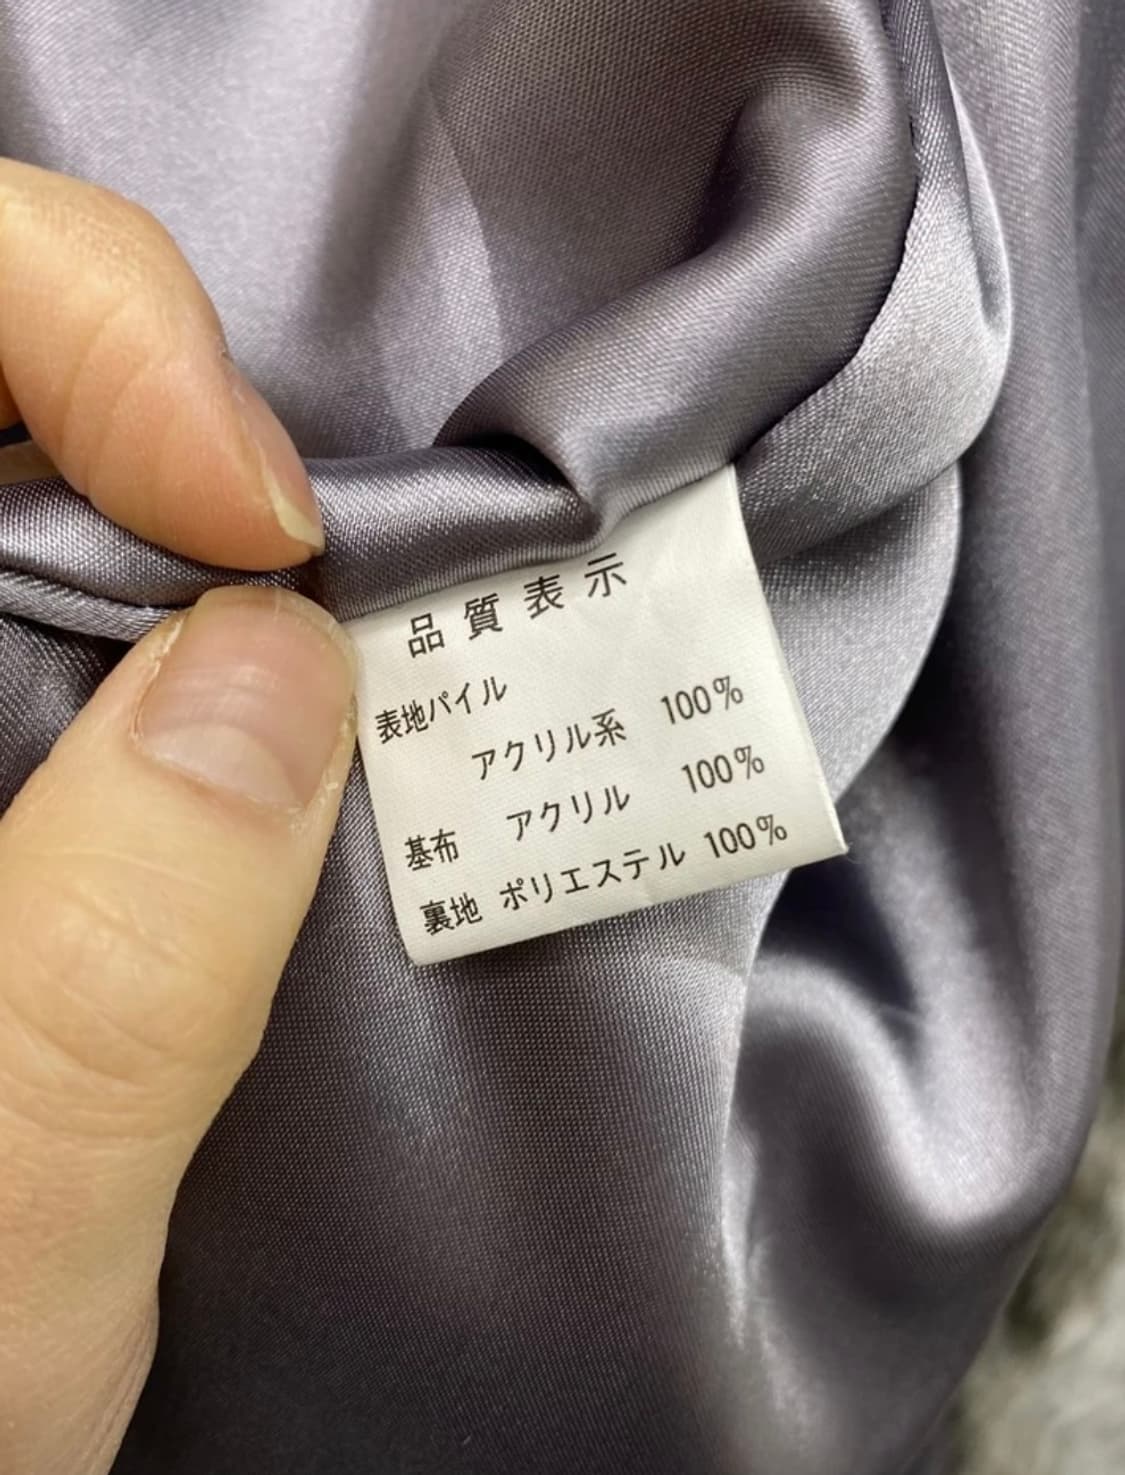 品質表示
表地パイル
アクリル系 100%
基布 アクリル 100%
裏地 ポリエステル 100%